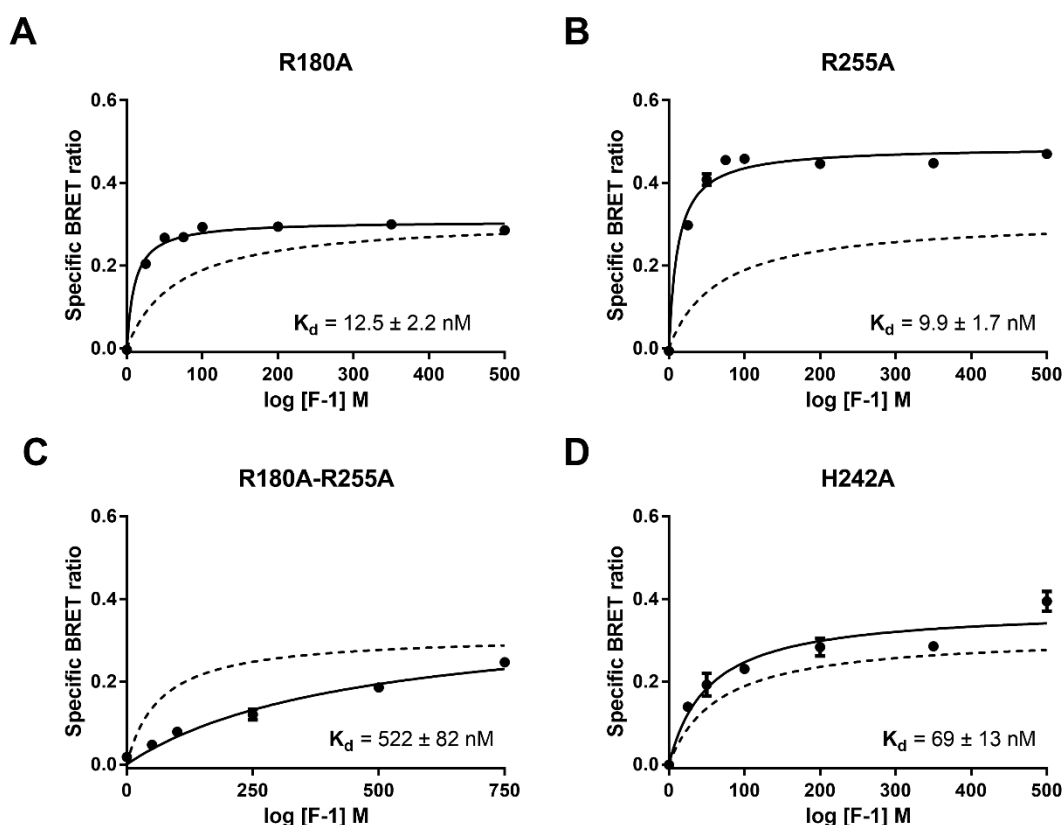 A
R180A
Specific BRET ratio
0.6
0.4
0.2
0.0
K_d = 12.5 ± 2.2 nM
0 100 200 300 400 500
log [F-1] M
B
R255A
Specific BRET ratio
0.6
0.4
0.2
0.0
K_d = 9.9 ± 1.7 nM
0 100 200 300 400 500
log [F-1] M
C
R180A-R255A
Specific BRET ratio
0.6
0.4
0.2
0.0
K_d = 522 ± 82 nM
0 250 500 750
log [F-1] M
D
H242A
Specific BRET ratio
0.6
0.4
0.2
0.0
K_d = 69 ± 13 nM
0 100 200 300 400 500
log [F-1] M